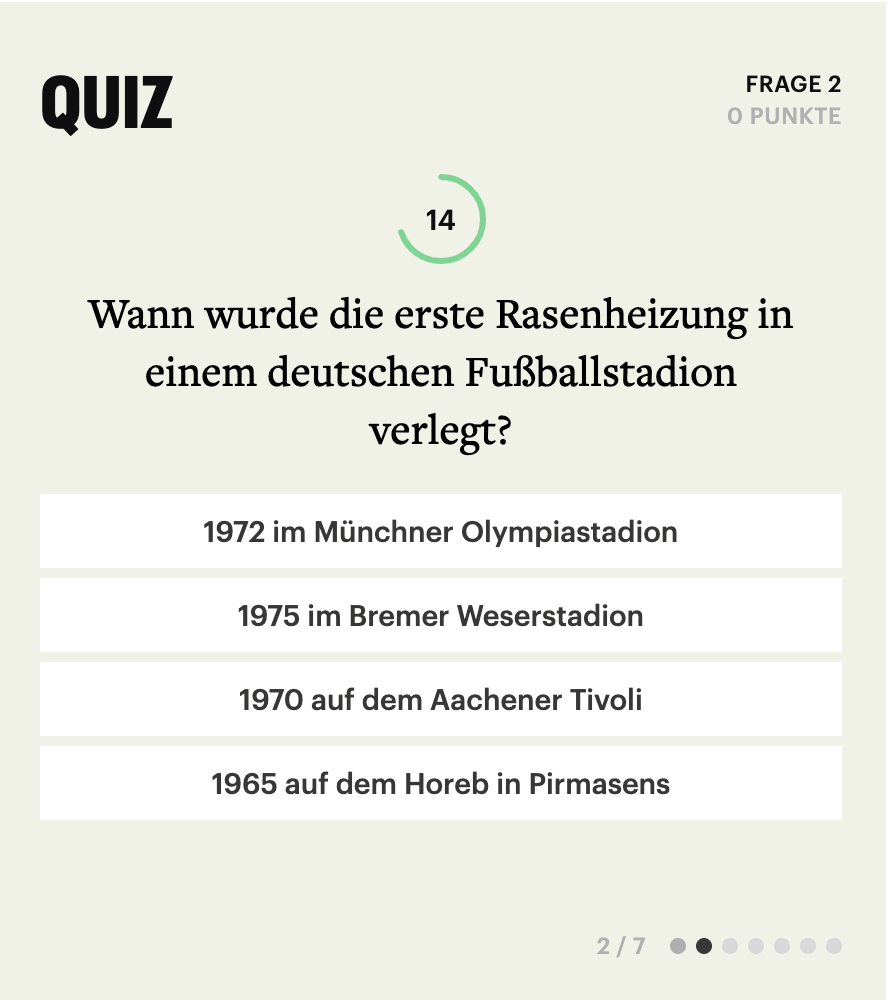 QUIZ
FRAGE 2
0 PUNKTE
14
Wann wurde die erste Rasenheizung in
einem deutschen Fußballstadion
verlegt?
1972 im Münchner Olympiastadion
1975 im Bremer Weserstadion
1970 auf dem Aachener Tivoli
1965 auf dem Horeb in Pirmasens
2 / 7